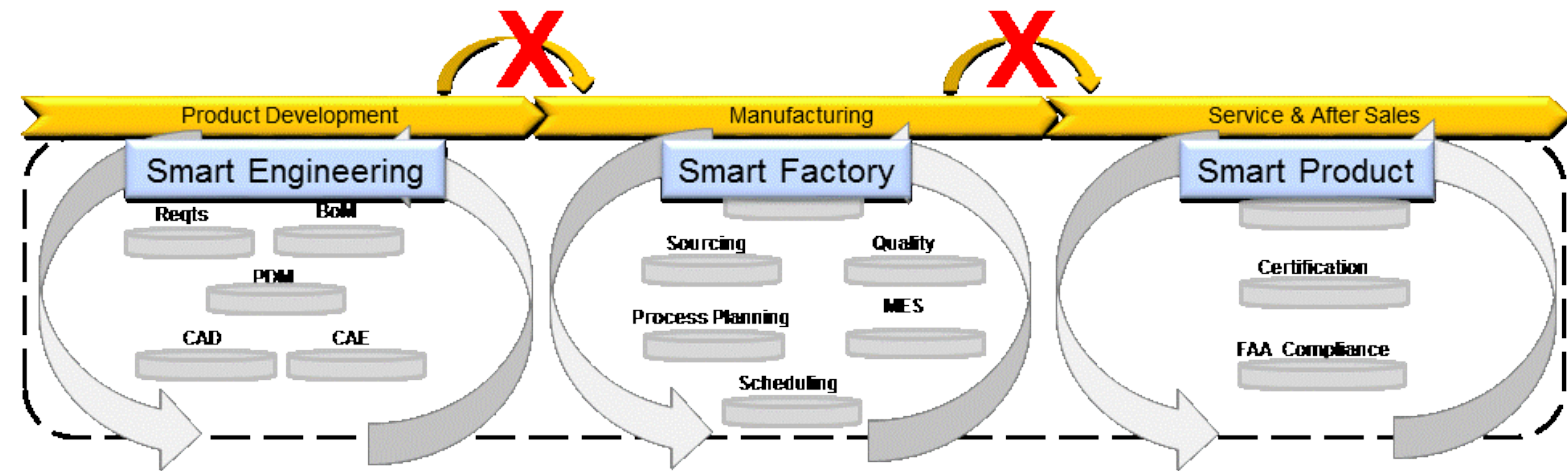 X X
Product Development
Manufacturing
Service & After Sales
Smart Engineering
Smart Factory
Smart Product
Reqts
BoM
PDM
CAD
CAE
Sourcing
Quality
Process Planning
MES
Scheduling
Certification
FAA Compliance